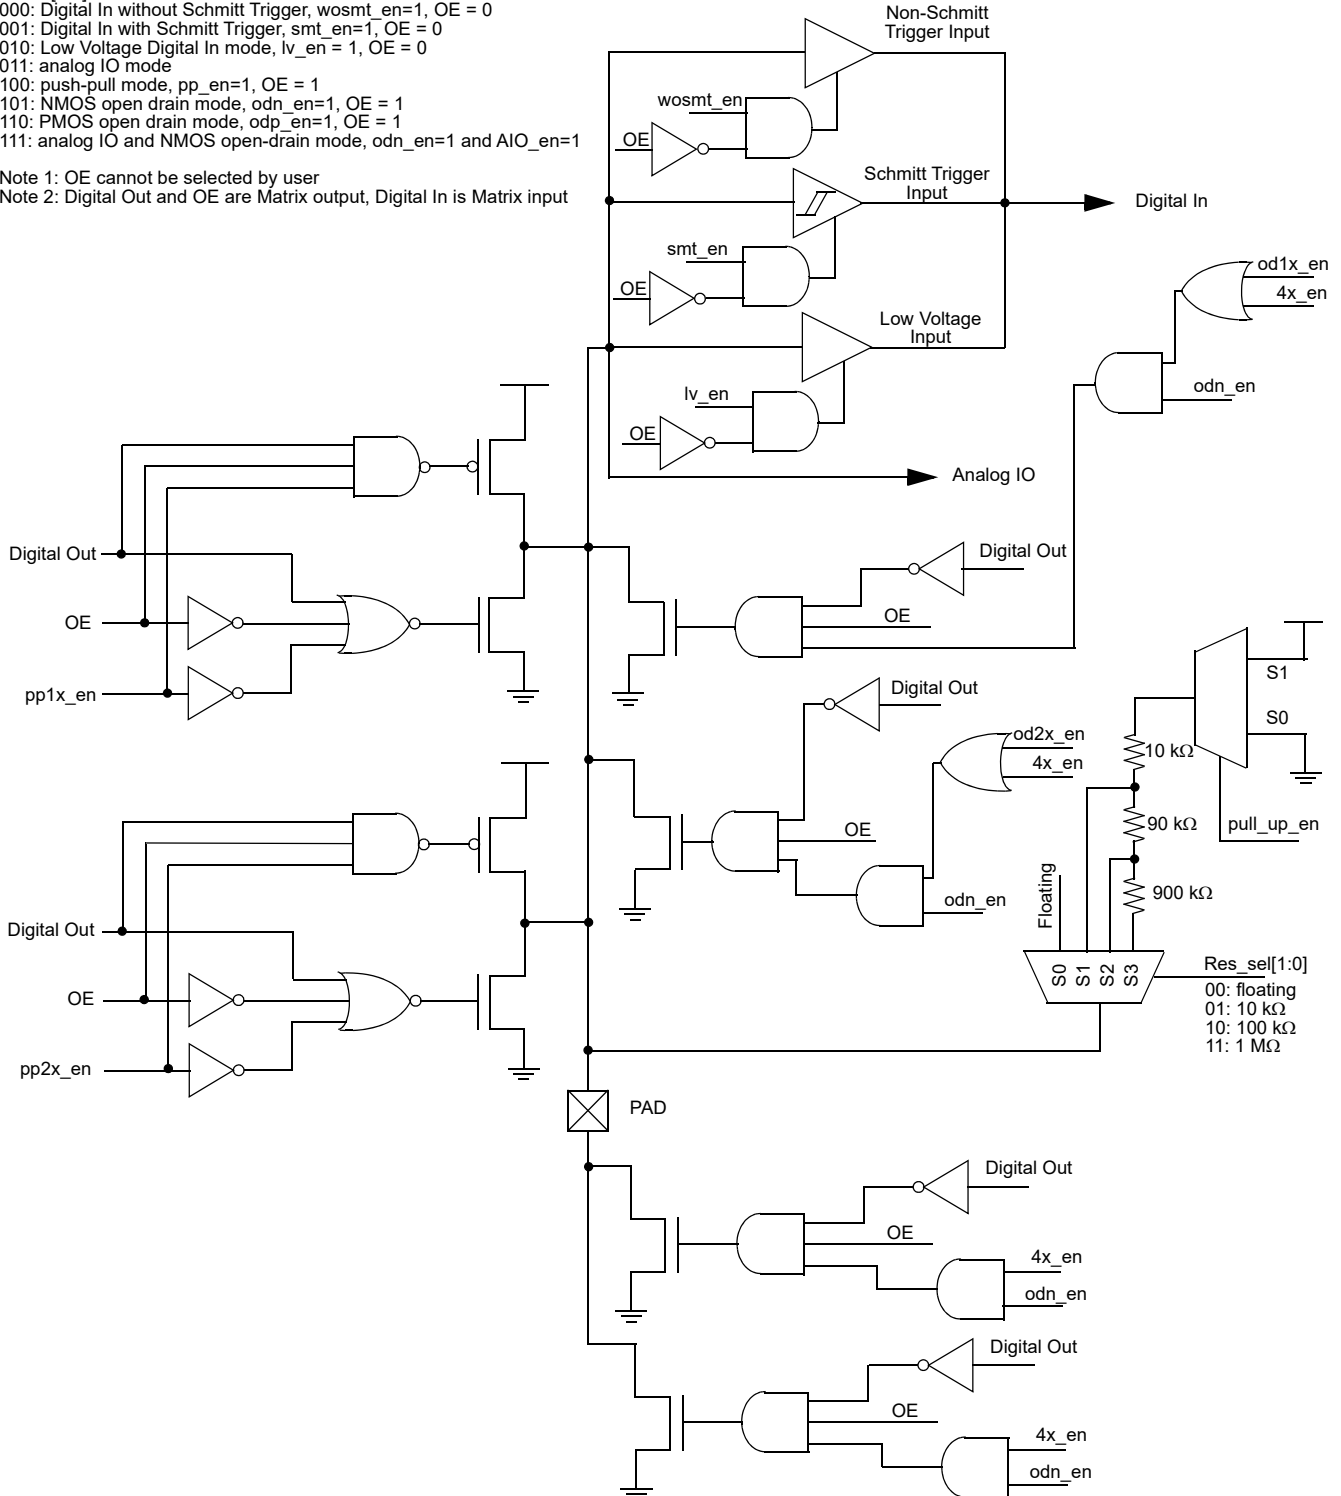 000: Digital In without Schmitt Trigger, wosmt_en=1, OE = 0
001: Digital In with Schmitt Trigger, smt_en=1, OE = 0
010: Low Voltage Digital In mode, lv_en = 1, OE = 0
011: analog IO mode
100: push-pull mode, pp_en=1, OE = 1
101: NMOS open drain mode, odn_en=1, OE = 1
110: PMOS open drain mode, odp_en=1, OE = 1
111: analog IO and NMOS open-drain mode, odn_en=1 and AIO_en=1
Note 1: OE cannot be selected by user
Note 2: Digital Out and OE are Matrix output, Digital In is Matrix input
Non-Schmitt
Trigger Input
wosmt_en
OE
Schmitt Trigger
Input
Digital In
smt_en
OE
Low Voltage
Input
lv_en
OE
Analog IO
od1x_en
4x_en
odn_en
Digital Out
OE
pp1x_en
Digital Out
OE
Digital Out
od2x_en
4x_en
OE
odn_en
S1
S0
pull_up_en
10 kΩ
90 kΩ
900 kΩ
Floating
S0
S1
S2
S3
Res_sel[1:0]
00: floating
01: 10 kΩ
10: 100 kΩ
11: 1 MΩ
Digital Out
OE
pp2x_en
PAD
Digital Out
OE
4x_en
odn_en
Digital Out
OE
4x_en
odn_en